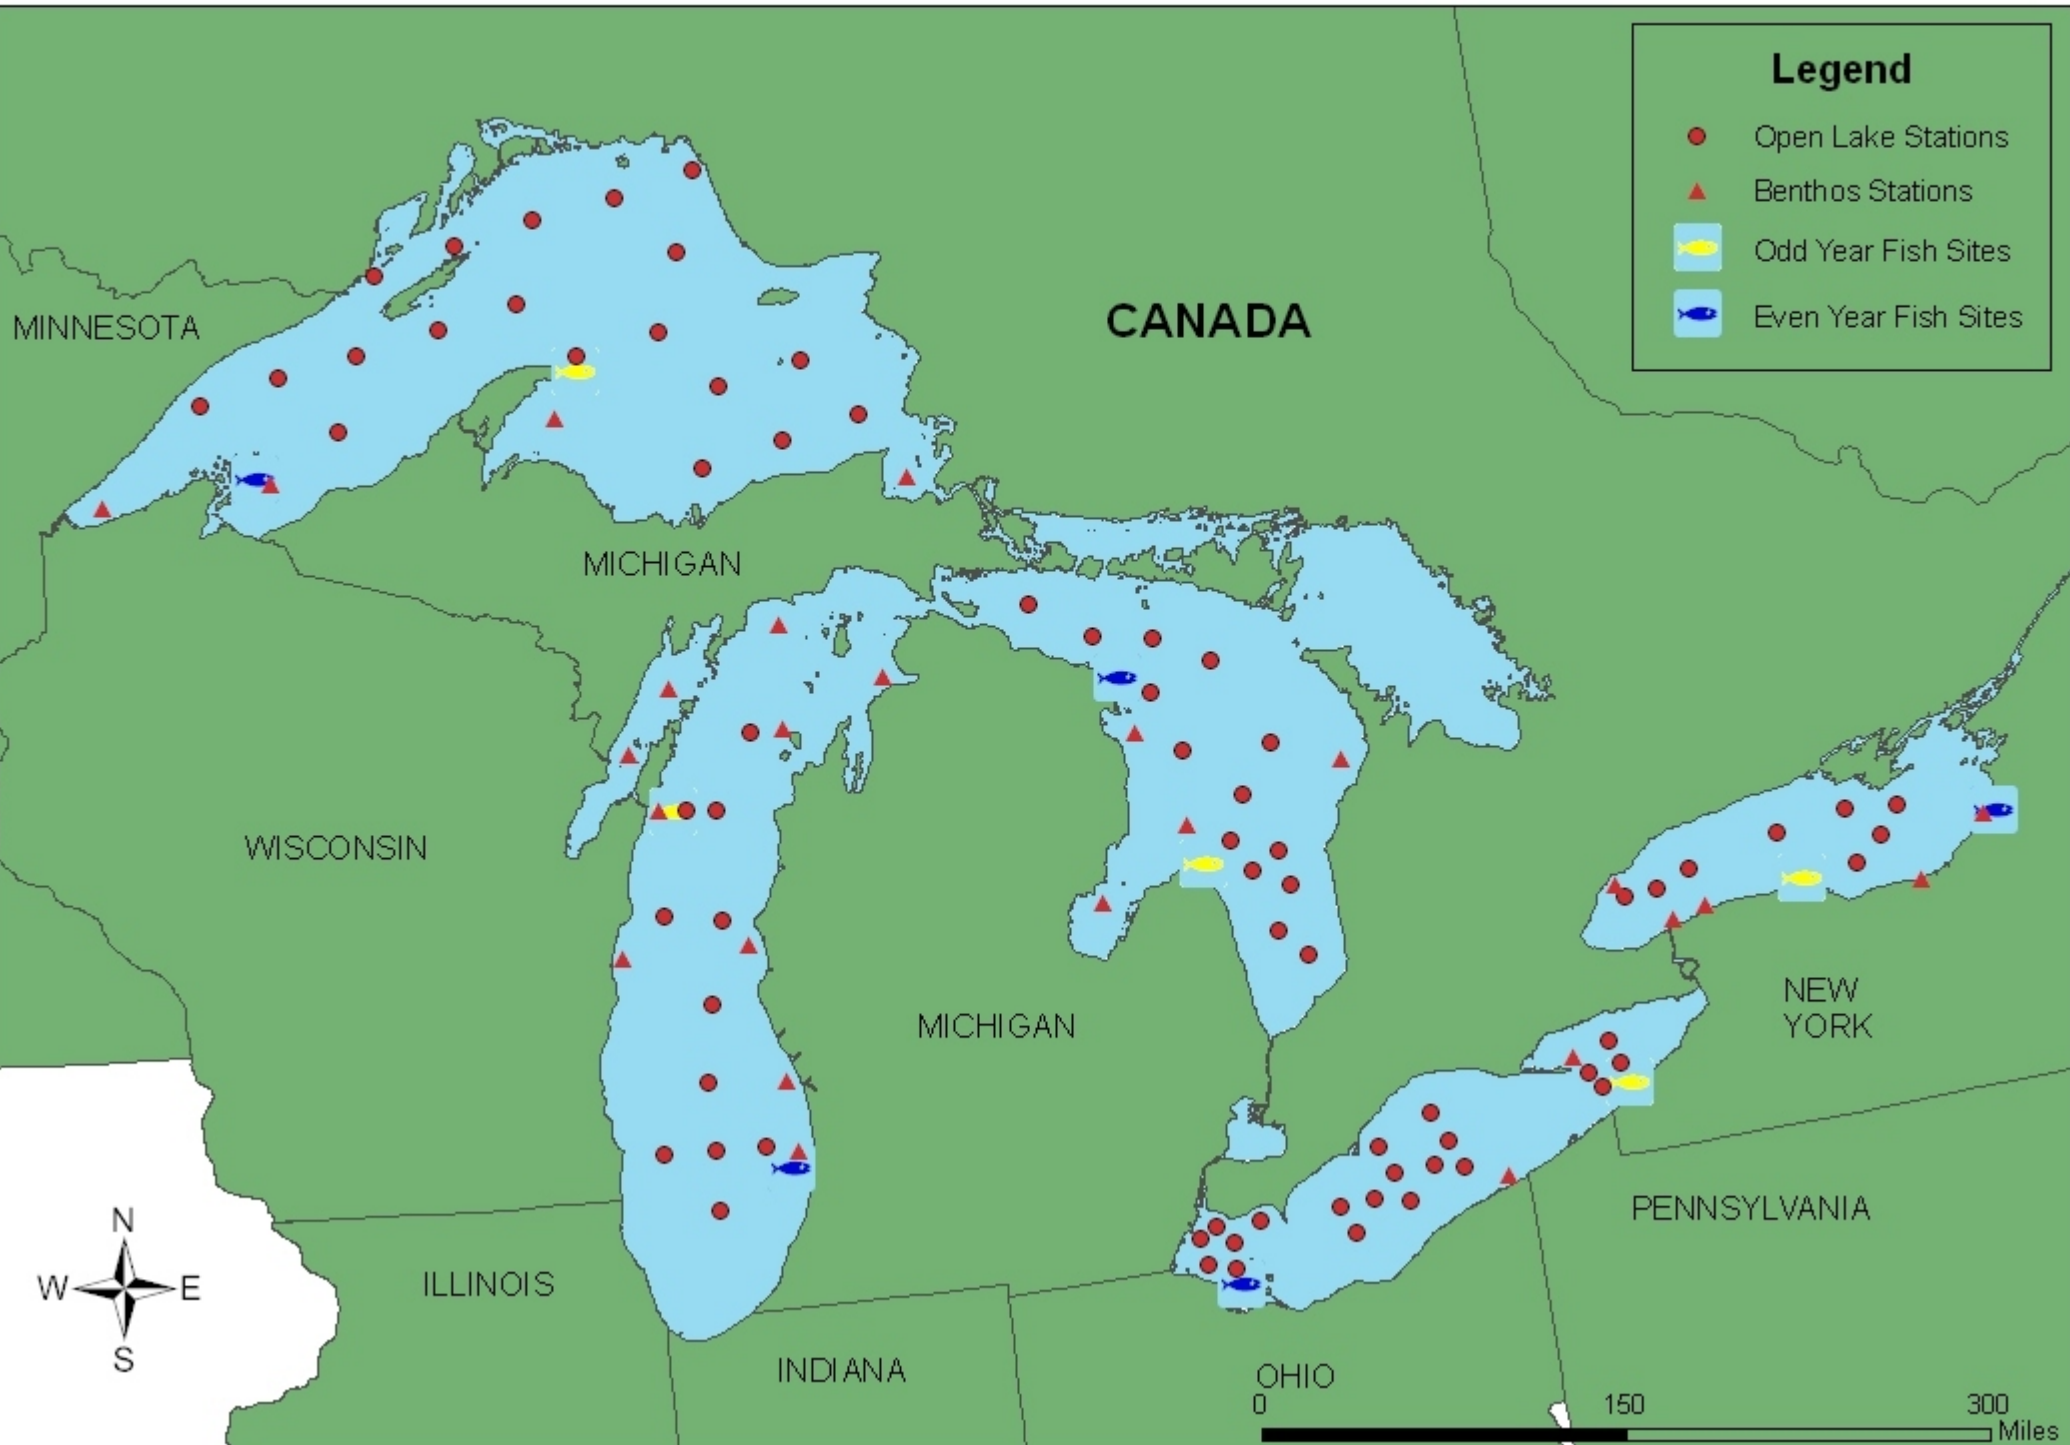 Legend
Open Lake Stations
Benthos Stations
Odd Year Fish Sites
Even Year Fish Sites
CANADA
MINNESOTA
MICHIGAN
WISCONSIN
MICHIGAN
NEW
YORK
PENNSYLVANIA
ILLINOIS
INDIANA
OHIO
N
W E
S
0 150 300
Miles